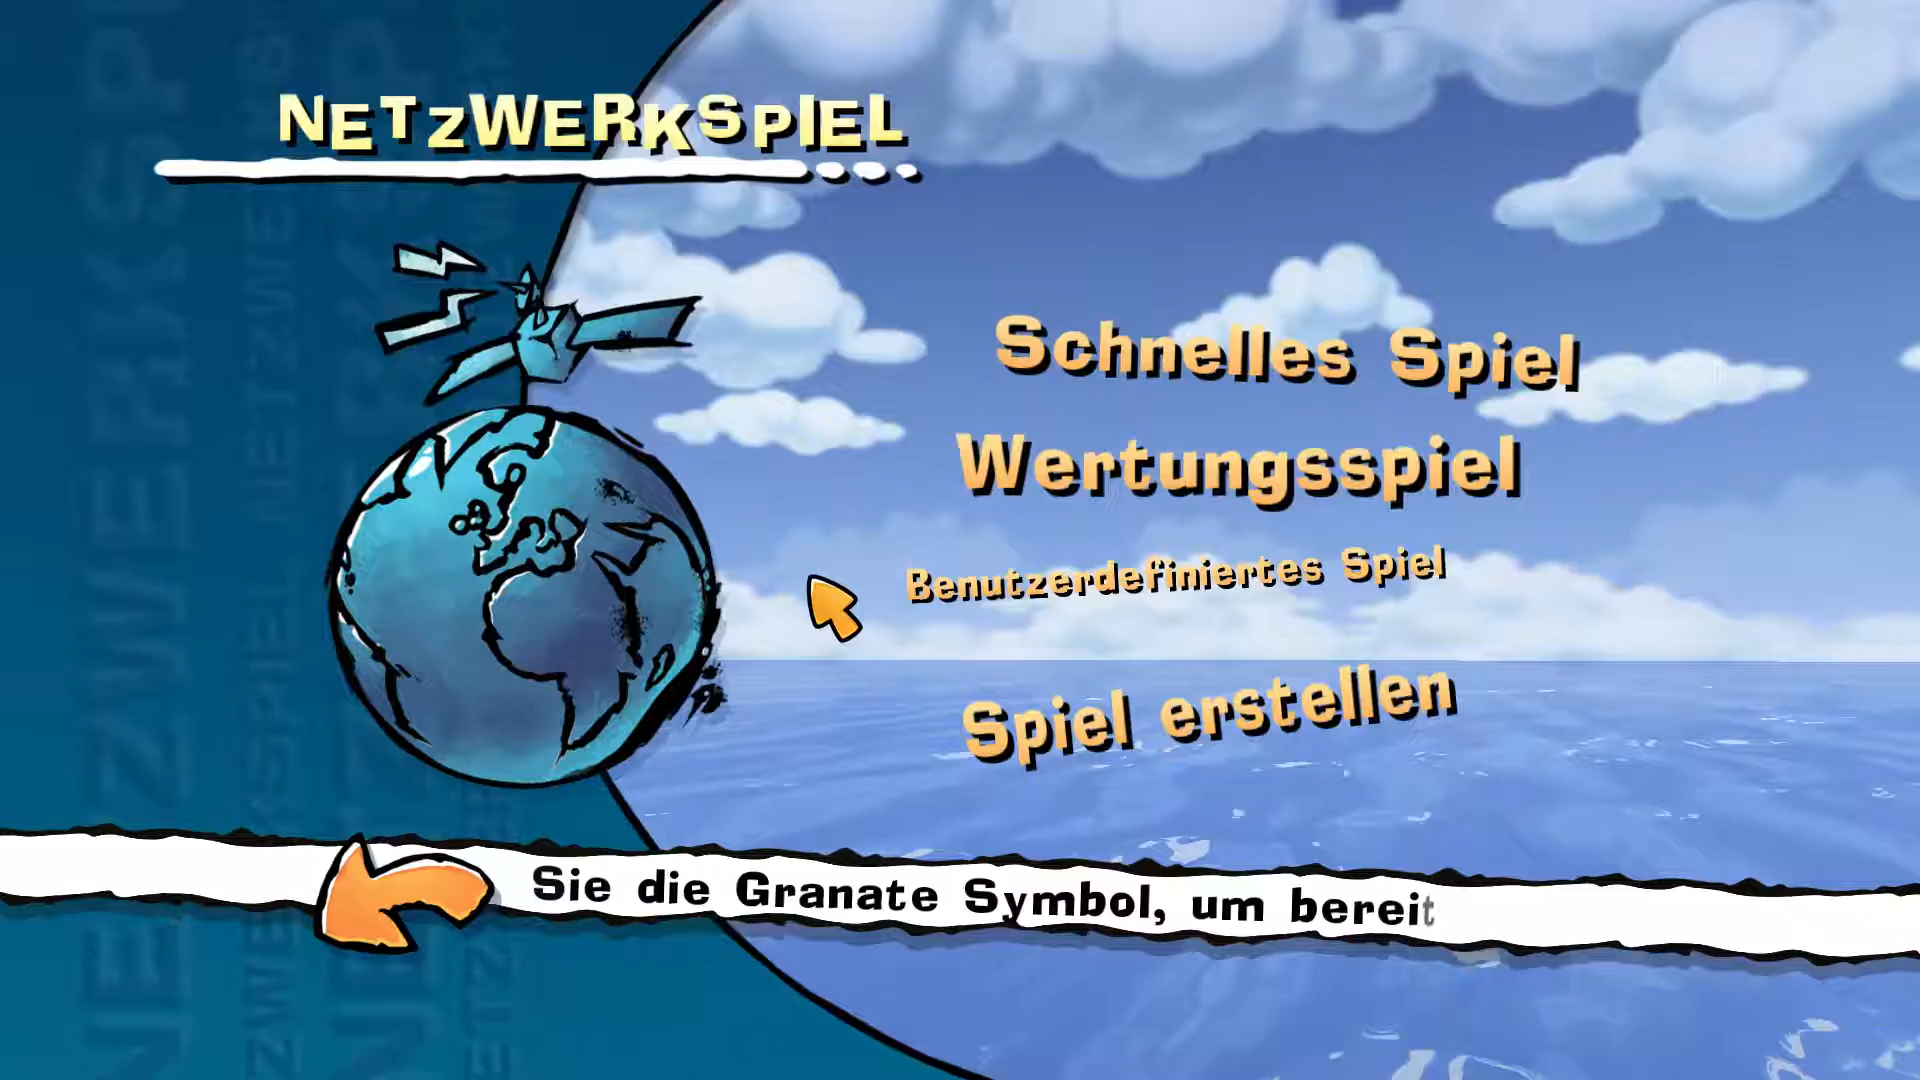 NETZWERKSPIEL
Schnelles Spiel
Wertungsspiel
Benutzerdefiniertes Spiel
Spiel erstellen
Sie die Granate Symbol, um bereit